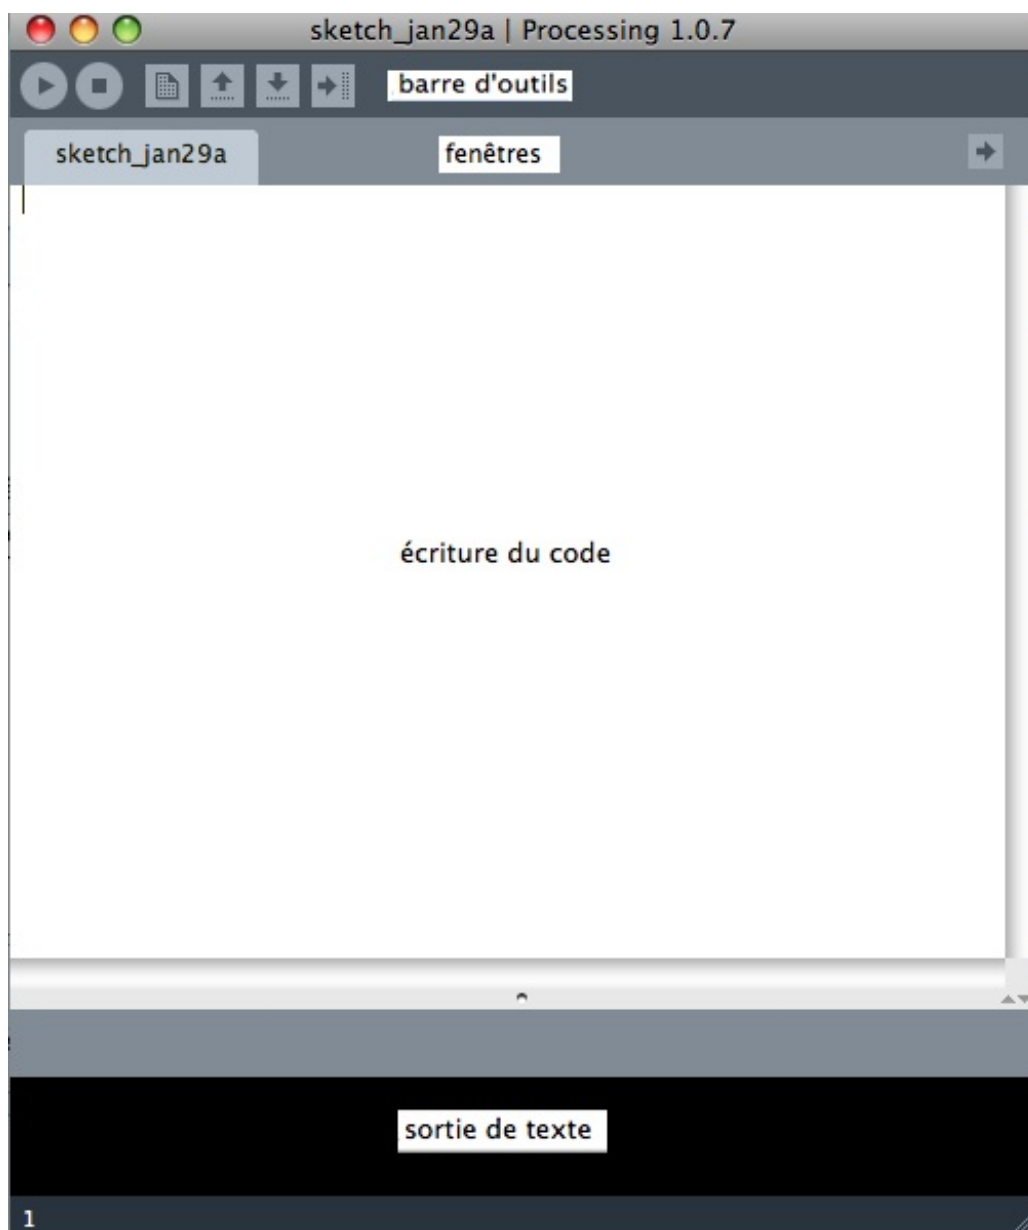 sketch_jan29a | Processing 1.0.7
barre d'outils
sketch_jan29a
fenêtres
écriture du code
sortie de texte
1